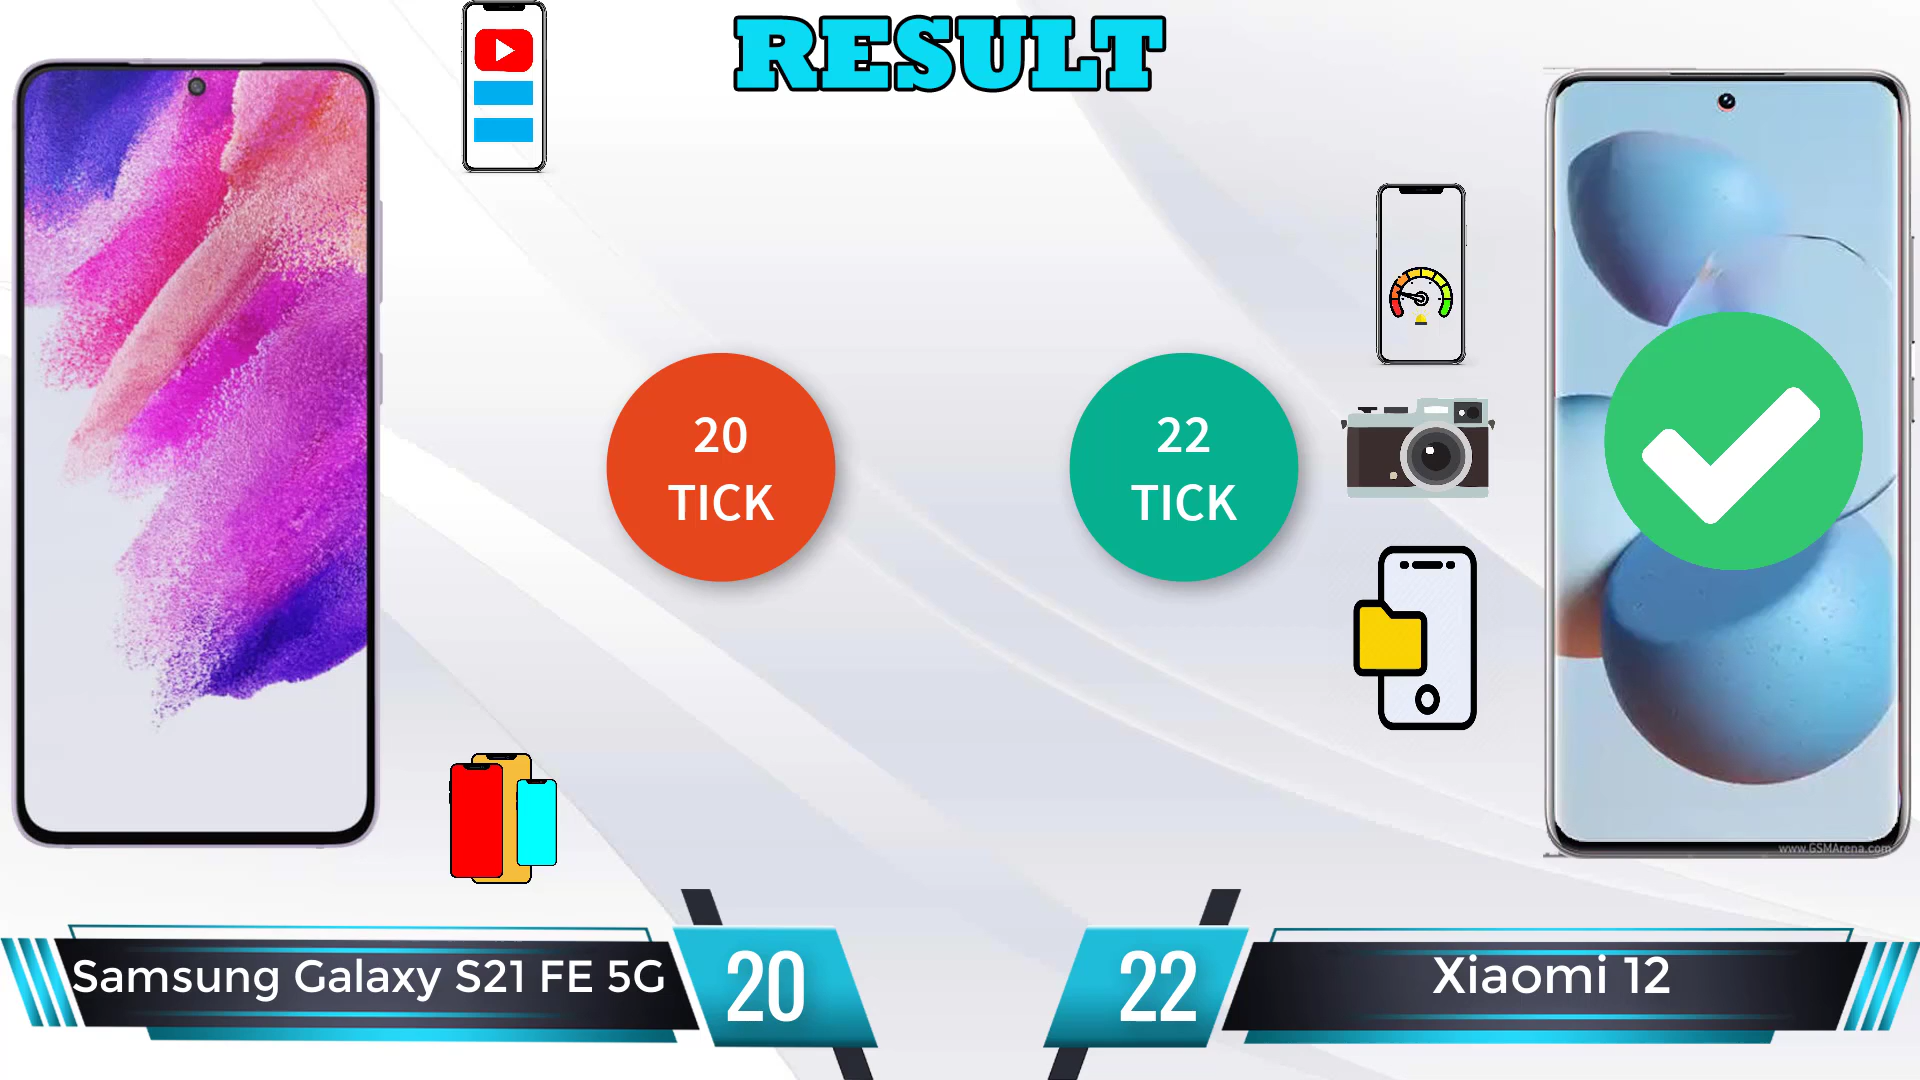 RESULT
20
TICK
22
TICK
www.GSMArena.com
Samsung Galaxy S21 FE 5G
20
22
Xiaomi 12